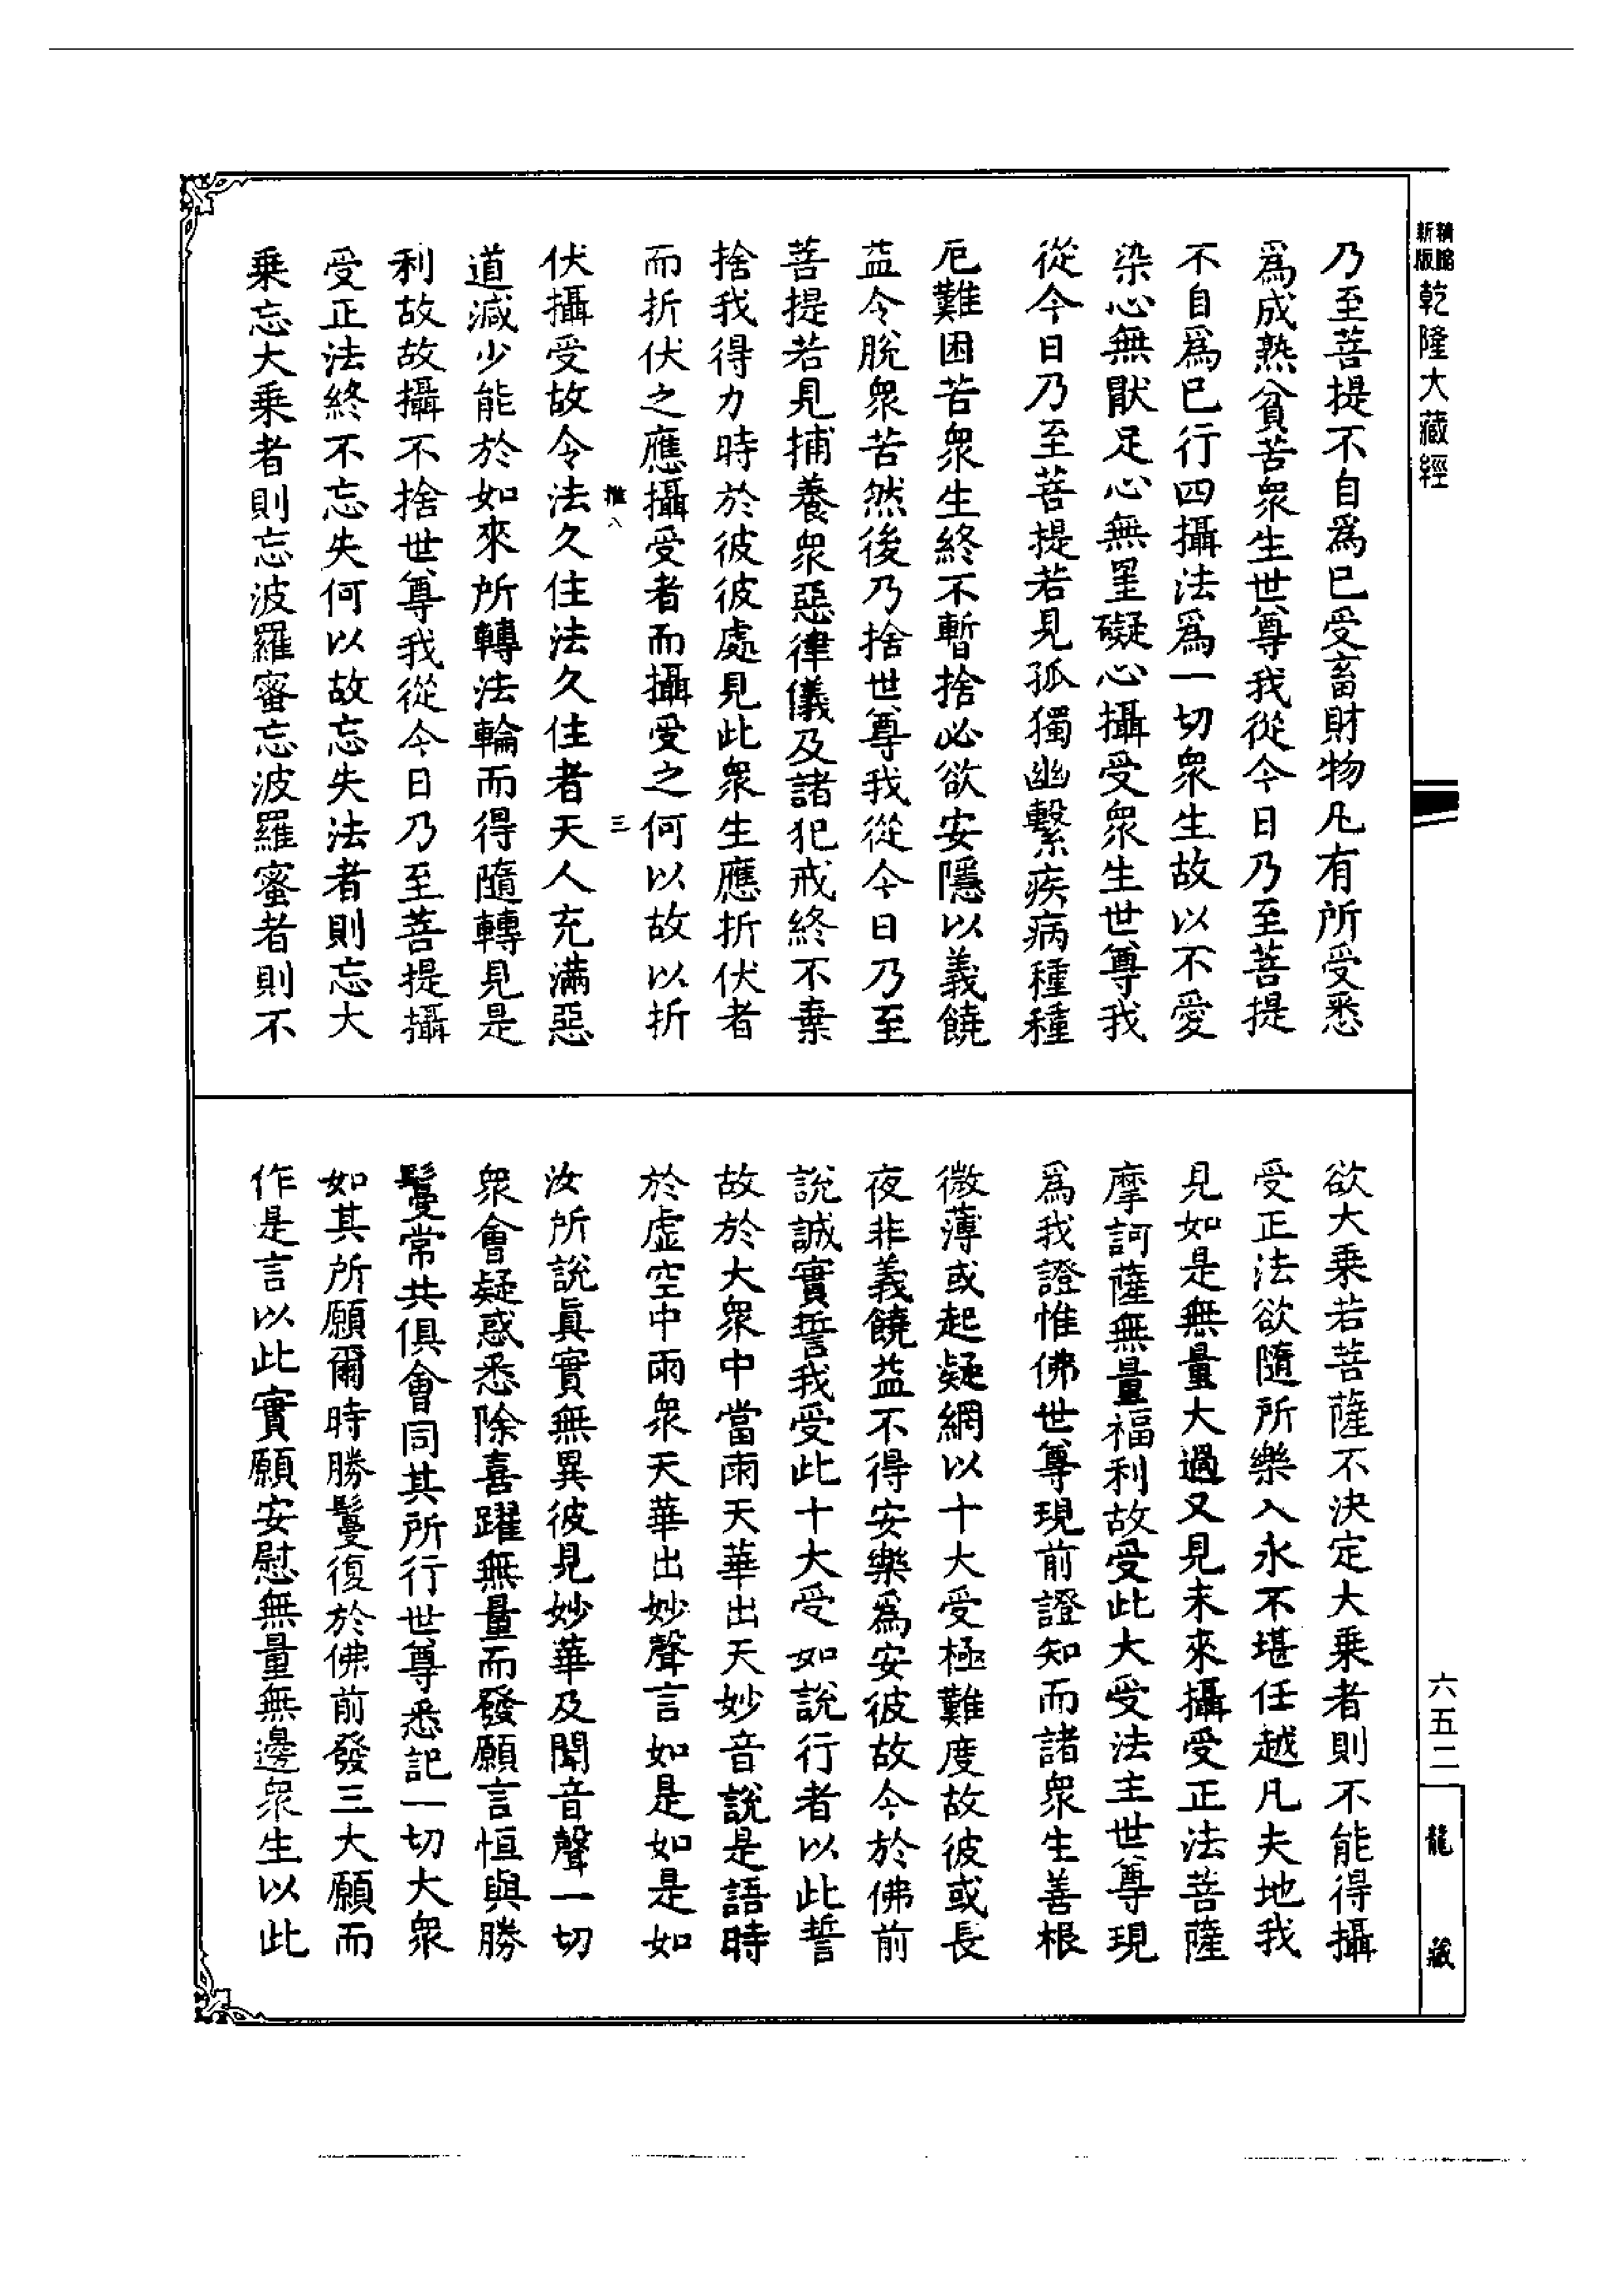 新版
精縮
乾隆大藏經
乃至菩提不自爲已受畜財物凡有所受悉
爲成熟貧苦衆生世尊我從今日乃至菩提
不自爲已行四攝法爲一切衆生故以不愛
染心無猒足心無罣礙心攝受衆生世尊我
從今日乃至菩提若見孤獨幽繫疾病種種
厄難困苦衆生終不暫捨必欲安隱以義饒
益令脫衆苦然後乃捨世尊我從今日乃至
菩提若見捕養衆惡律儀及諸犯戒終不棄
捨我得力時於彼彼處見此衆生應折伏者
而折伏之應攝受者而攝受之何以故以折
推八
三
伏攝受故令法久住法久住者天人充滿惡
道減少能於如來所轉法輪而得隨轉見是
利故故攝不捨世尊我從今日乃至菩提攝
受正法終不忘失何以故忘失法者則忘大
乗忘大乗者則忘波羅蜜忘波羅蜜者則不
欲大乗若菩薩不決定大乗者則不能得攝
受正法欲隨所樂入永不堪任越凡夫地我
見如是無量大過又見未來攝受正法菩薩
摩訶薩無量福利故受此大受法主世尊現
爲我證惟佛世尊現前證知而諸衆生善根
微薄或起疑網以十大受極難度故彼或長
夜非義饒益不得安樂爲安彼故今於佛前
說誠實誓我受此十大受如說行者以此誓
故於大衆中當雨天華出天妙音說是語時
於虛空中雨衆天華出妙聲言如是如是如
汝所說眞實無異彼見妙華及聞音聲一切
衆會疑惑悉除喜躍無量而發願言恒與勝
鬘常共俱會同其所行世尊悉記一切大衆
如其所願爾時勝鬘復於佛前發三大願而
作是言以此實願安慰無量無邊衆生以此
六五二
龍藏